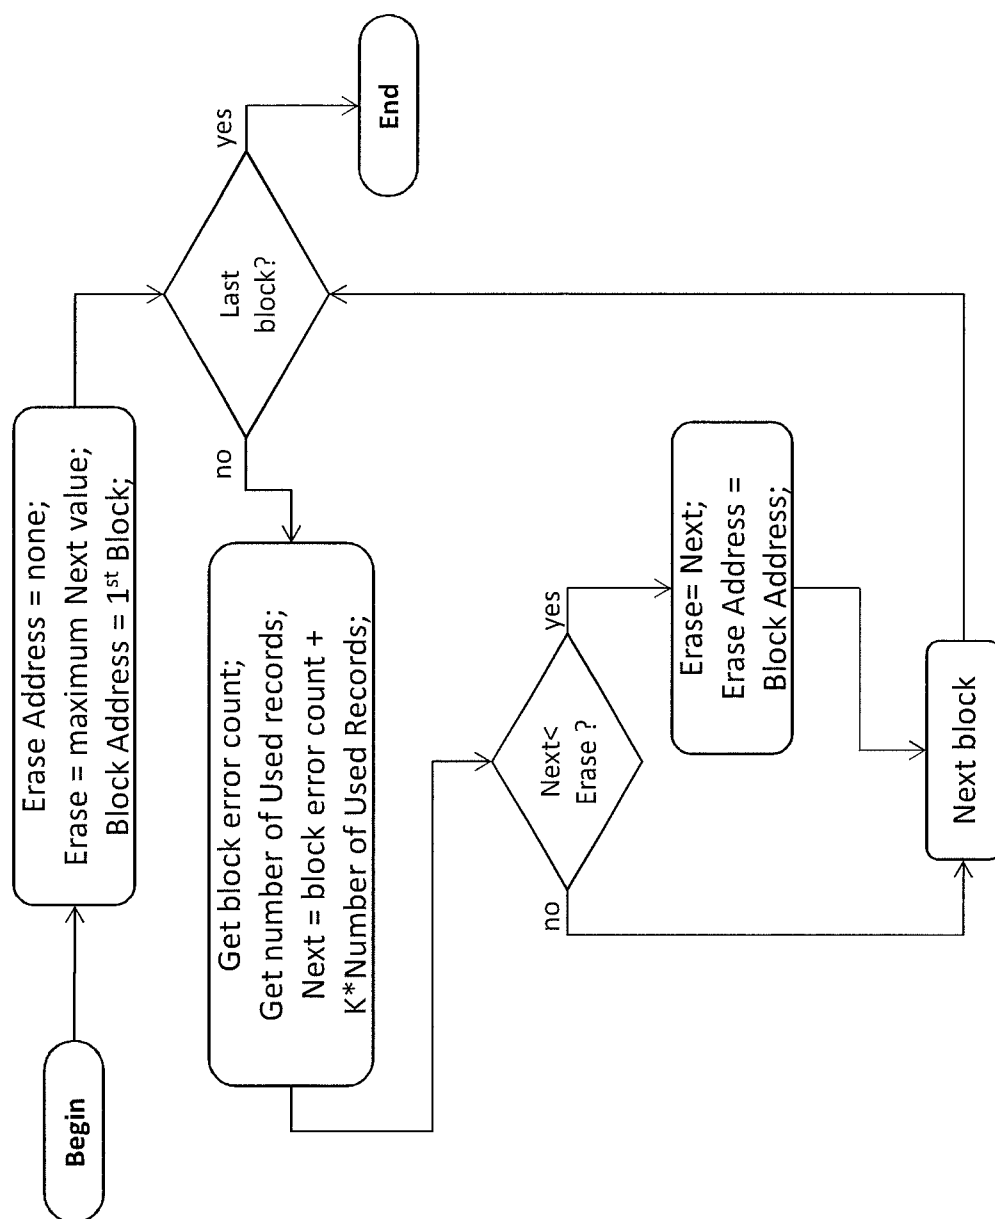 Begin
Erase Address = none;
Erase = maximum Next value;
Block Address = 1st Block;
Last
block?
yes
End
no
Get block error count;
Get number of Used records;
Next = block error count +
K*Number of Used Records;
Next<
Erase ?
yes
Erase= Next;
Erase Address =
Block Address;
no
Next block